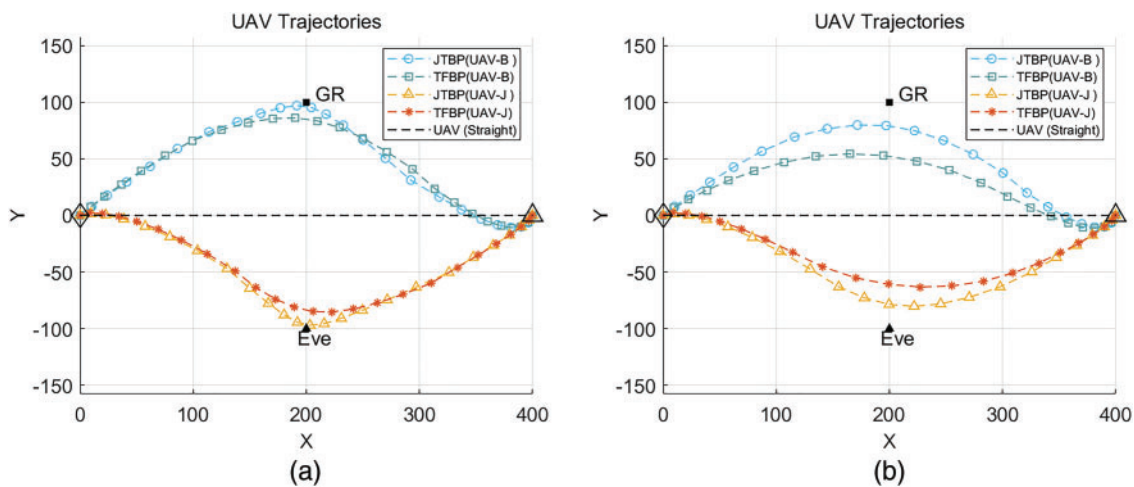 UAV Trajectories
150
100
50
0
-50
-100
-150
Y
0
100
200
300
400
X
JTBP(UAV-B )
TFBP(UAV-B)
JTBP(UAV-J )
TFBP(UAV-J)
UAV (Straight)
GR
Eve
(a)
UAV Trajectories
150
100
50
0
-50
-100
-150
Y
0
100
200
300
400
X
JTBP(UAV-B )
TFBP(UAV-B)
JTBP(UAV-J )
TFBP(UAV-J)
UAV (Straight)
GR
Eve
(b)